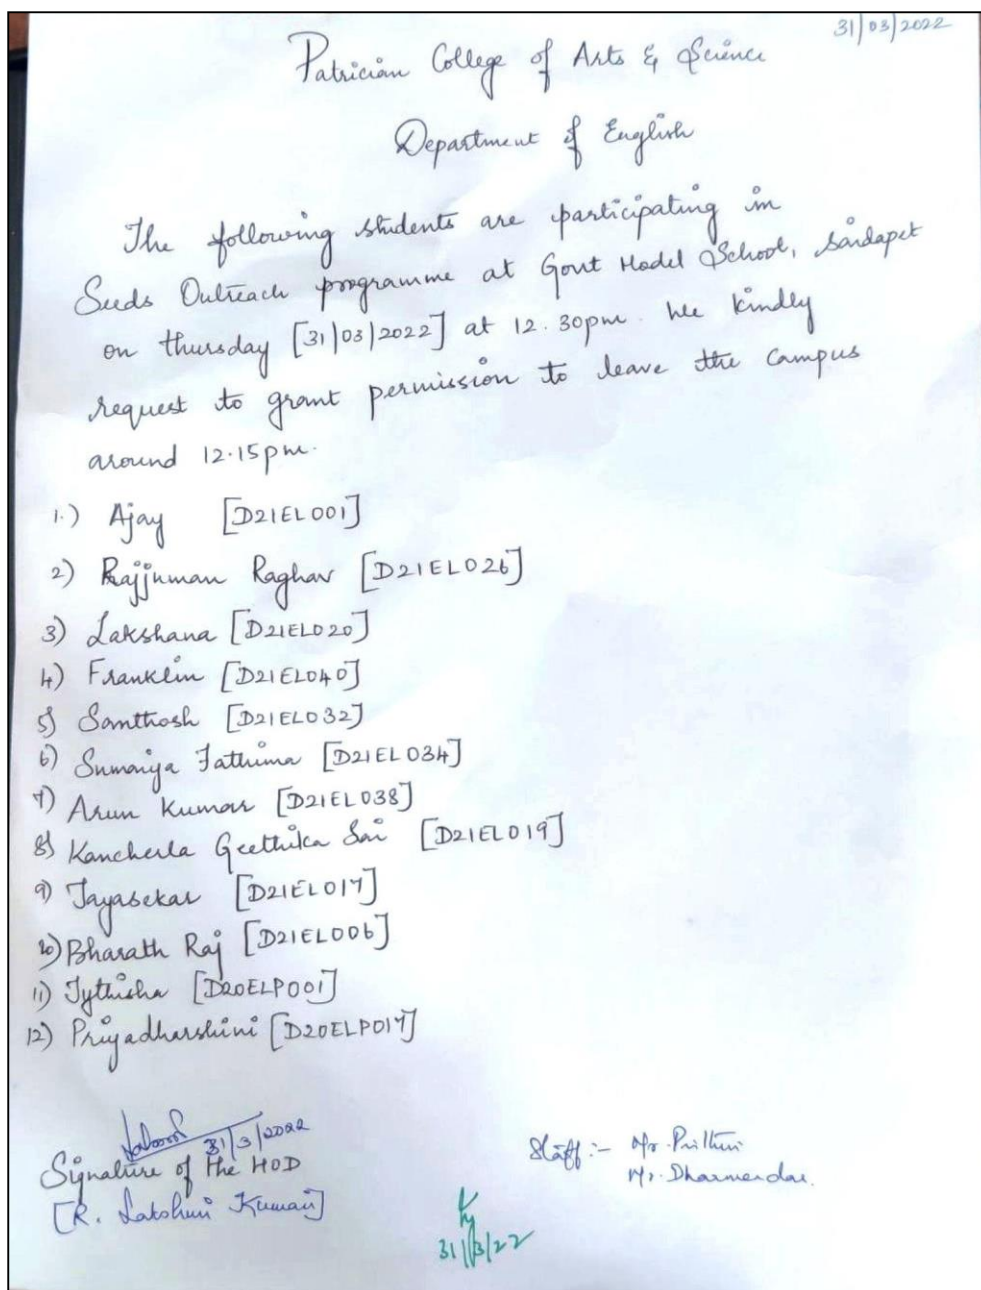 31/03/2022
Patrician College of Arts & Science
Department of English
The following students are participating in
Seeds Outreach programme at Govt Model School, Saidapet
on thursday [31/03/2022] at 12.30pm. We kindly
request to grant permission to leave the campus
around 12.15pm.
1.) Ajay [D21EL001]
2) Rajjnman Raghav [D21EL026]
3) Lakshana [D21EL020]
4) Franklin [D21EL040]
5) Santhosh [D21EL032]
6) Sumaiya Fathima [D21EL034]
7) Arun Kumar [D21EL038]
8) Kancherla Geethika Sai [D21EL019]
9) Jayasekar [D21EL017]
10) Bharath Raj [D21EL006]
11) Jythisha [D20ELP001]
12) Priyadharshini [D20ELP017]
31/3/2022
Signature of the HOD
[R. Lakshmi Kumari]
Staff :- Mr. Prithivi
Mr. Dharmendar.
31/3/22